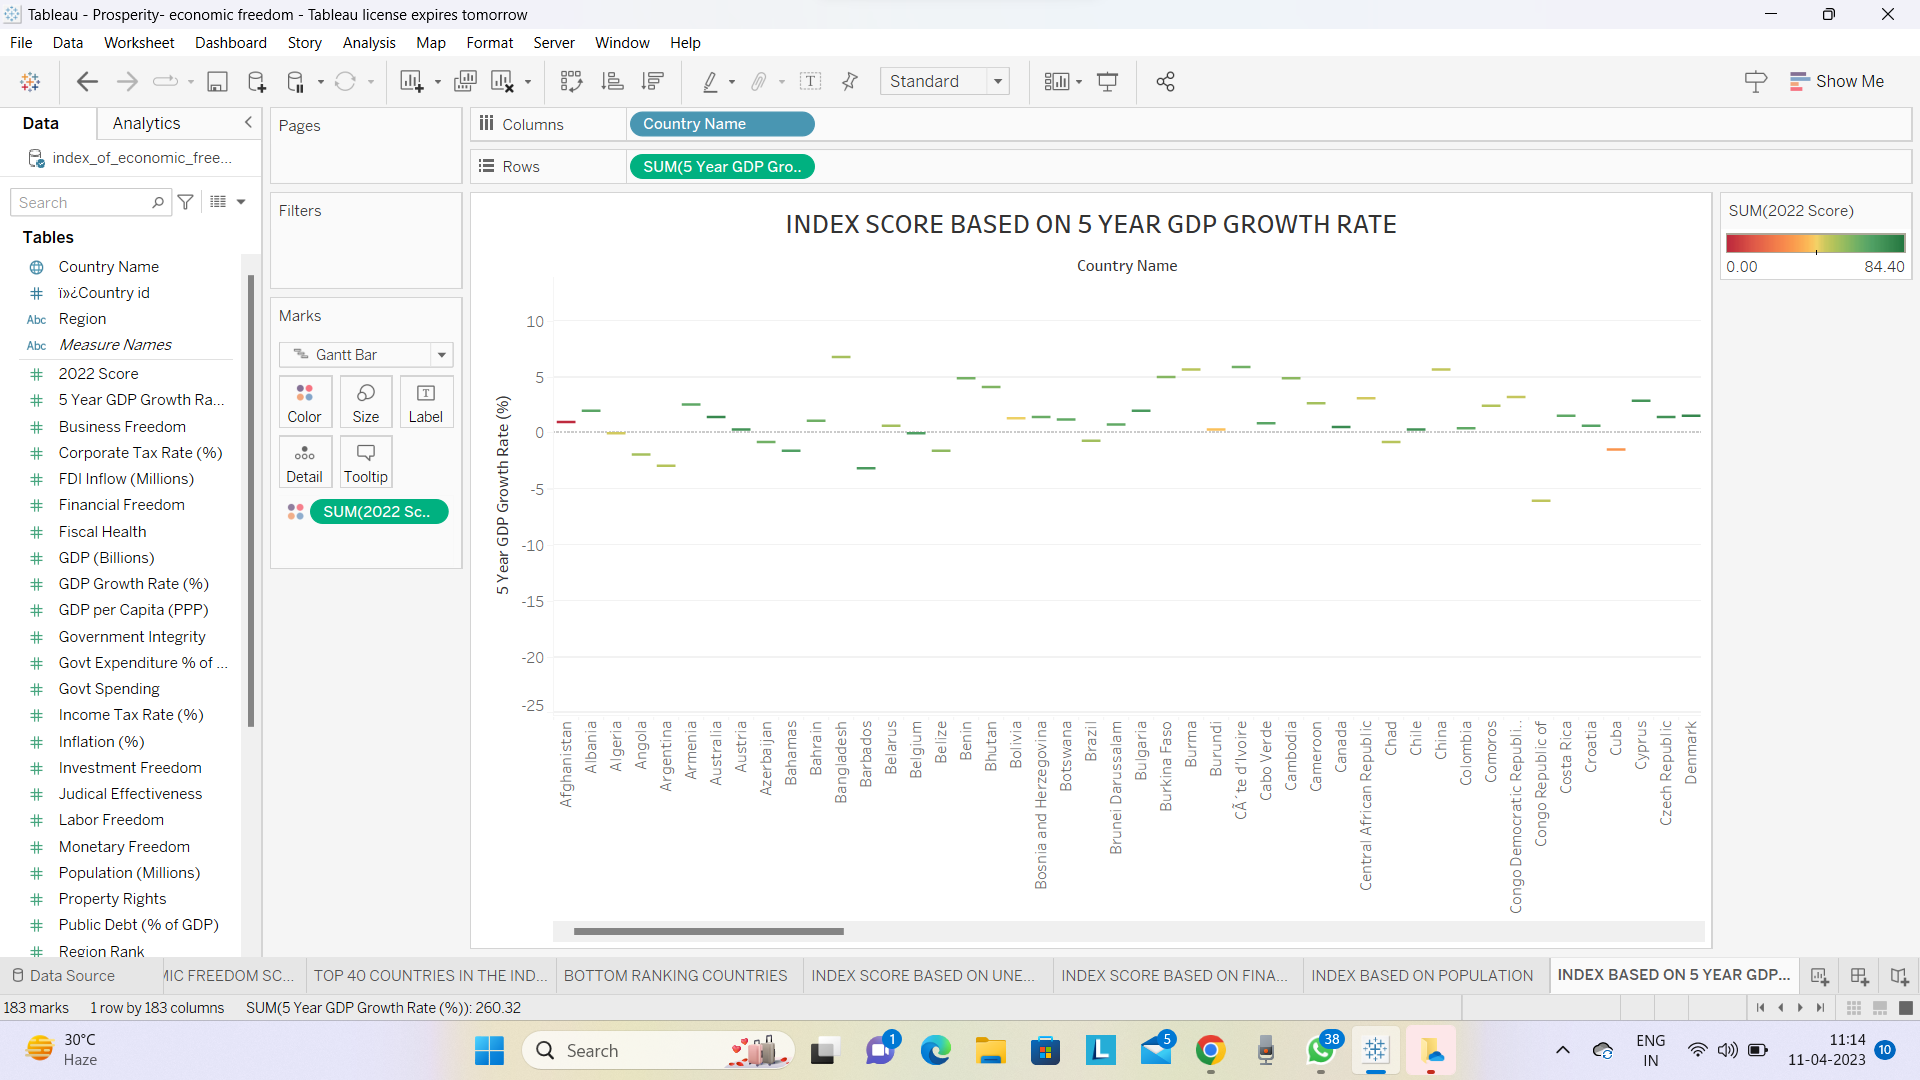 Tableau - Prosperity- economic freedom - Tableau license expires tomorrow
File Data Worksheet Dashboard Story Analysis Map Format Server Window Help
Standard
Show Me
Data Analytics
index_of_economic_free...
Search
Tables
Country Name
ï»¿Country id
Abc Region
Abc Measure Names
2022 Score
5 Year GDP Growth Ra...
Business Freedom
Corporate Tax Rate (%)
FDI Inflow (Millions)
Financial Freedom
Fiscal Health
GDP (Billions)
GDP Growth Rate (%)
GDP per Capita (PPP)
Government Integrity
Govt Expenditure % of ...
Govt Spending
Income Tax Rate (%)
Inflation (%)
Investment Freedom
Judical Effectiveness
Labor Freedom
Monetary Freedom
Population (Millions)
Property Rights
Public Debt (% of GDP)
Region Rank
Pages
Filters
Marks
Gantt Bar
Color Size Label
Detail Tooltip
SUM(2022 Sc..
Columns Country Name
Rows SUM(5 Year GDP Gro..
INDEX SCORE BASED ON 5 YEAR GDP GROWTH RATE
Country Name
5 Year GDP Growth Rate (%)
10
5
0
-5
-10
-15
-20
-25
Afghanistan
Albania
Algeria
Angola
Argentina
Armenia
Australia
Austria
Azerbaijan
Bahamas
Bahrain
Bangladesh
Barbados
Belarus
Belgium
Belize
Benin
Bhutan
Bolivia
Bosnia and Herzegovina
Botswana
Brazil
Brunei Darussalam
Bulgaria
Burkina Faso
Burma
Burundi
CÃ´te d'Ivoire
Cabo Verde
Cambodia
Cameroon
Canada
Central African Republic
Chad
Chile
China
Colombia
Comoros
Congo Democratic Republi..
Congo Republic of
Costa Rica
Croatia
Cuba
Cyprus
Czech Republic
Denmark
SUM(2022 Score)
0.00 84.40
Data Source
MIC FREEDOM SC...
TOP 40 COUNTRIES IN THE IND...
BOTTOM RANKING COUNTRIES
INDEX SCORE BASED ON UNE...
INDEX SCORE BASED ON FINA...
INDEX BASED ON POPULATION
INDEX BASED ON 5 YEAR GDP...
183 marks 1 row by 183 columns SUM(5 Year GDP Growth Rate (%)): 260.32
30°C
Haze
Search
1
L
5
38
ENG
IN
11:14
11-04-2023
10